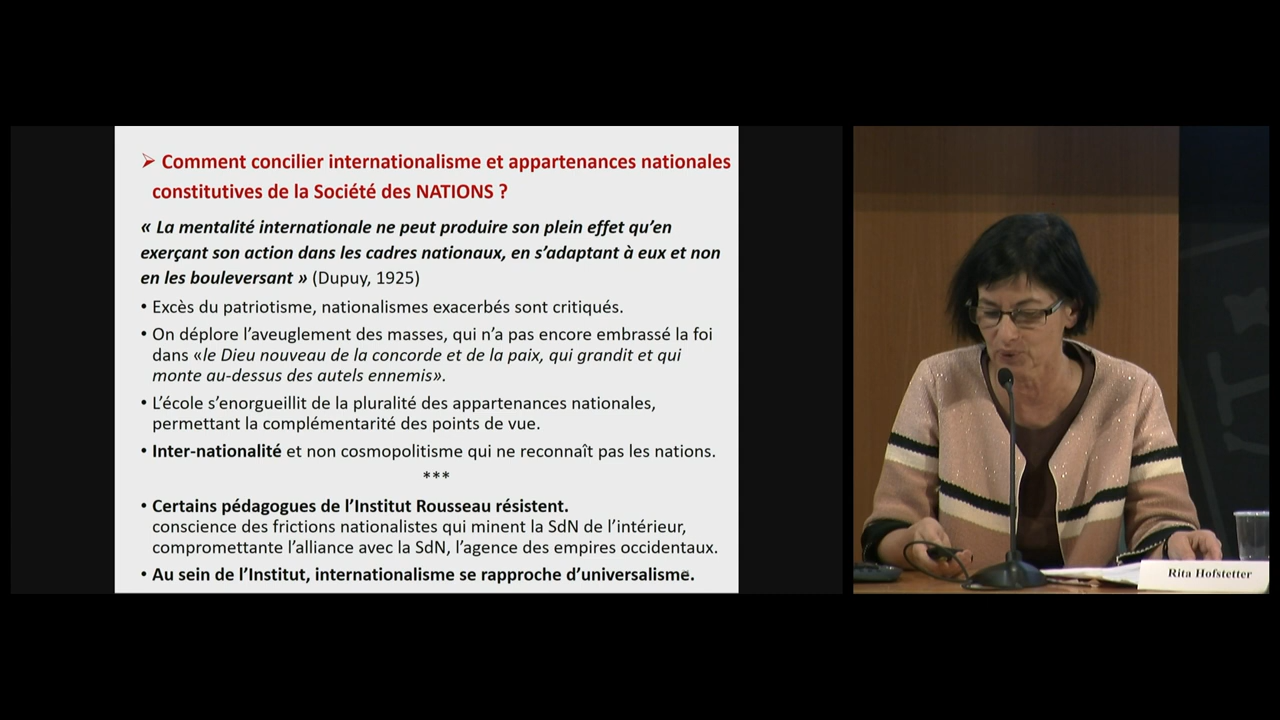 ➢ Comment concilier internationalisme et appartenances nationales
constitutives de la Société des NATIONS ?
« La mentalité internationale ne peut produire son plein effet qu’en
exerçant son action dans les cadres nationaux, en s’adaptant à eux et non
en les bouleversant » (Dupuy, 1925)
• Excès du patriotisme, nationalismes exacerbés sont critiqués.
• On déplore l’aveuglement des masses, qui n’a pas encore embrassé la foi
dans «le Dieu nouveau de la concorde et de la paix, qui grandit et qui
monte au-dessus des autels ennemis».
• L’école s’enorgueillit de la pluralité des appartenances nationales,
permettant la complémentarité des points de vue.
• Inter-nationalité et non cosmopolitisme qui ne reconnaît pas les nations.
***
• Certains pédagogues de l’Institut Rousseau résistent.
conscience des frictions nationalistes qui minent la SdN de l’intérieur,
compromettante l’alliance avec la SdN, l’agence des empires occidentaux.
• Au sein de l’Institut, internationalisme se rapproche d’universalisme.
Rita Hofstetter